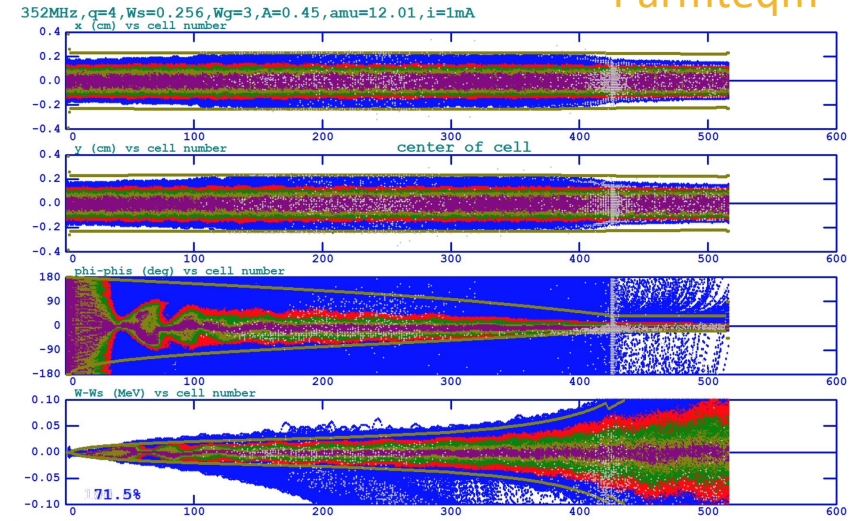 Parmteqm
352MHz,q=4,Ws=0.256,Wg=3,A=0.45,amu=12.01,i=1mA
x (cm) vs cell number
0.4
0.2
0.0
-0.2
-0.4
0 100 200 300 400 500 600
y (cm) vs cell number center of cell
0.4
0.2
0.0
-0.2
-0.4
0 100 200 300 400 500 600
phi-phis (deg) vs cell number
180
90
0
-90
-180
0 100 200 300 400 500 600
W-Ws (MeV) vs cell number
0.10
0.05
0.00
-0.05
-0.10
71.5%
0 100 200 300 400 500 600